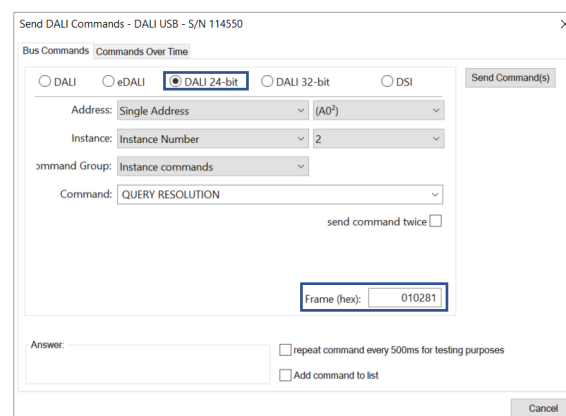 Send DALI Commands - DALI USB - S/N 114550
Bus Commands Commands Over Time
DALI eDALI DALI 24-bit DALI 32-bit DSI Send Command(s)
Address: Single Address (A0²)
Instance: Instance Number 2
ommand Group: Instance commands
Command: QUERY RESOLUTION
send command twice
Frame (hex): 010281
Answer:
repeat command every 500ms for testing purposes
Add command to list
Cancel